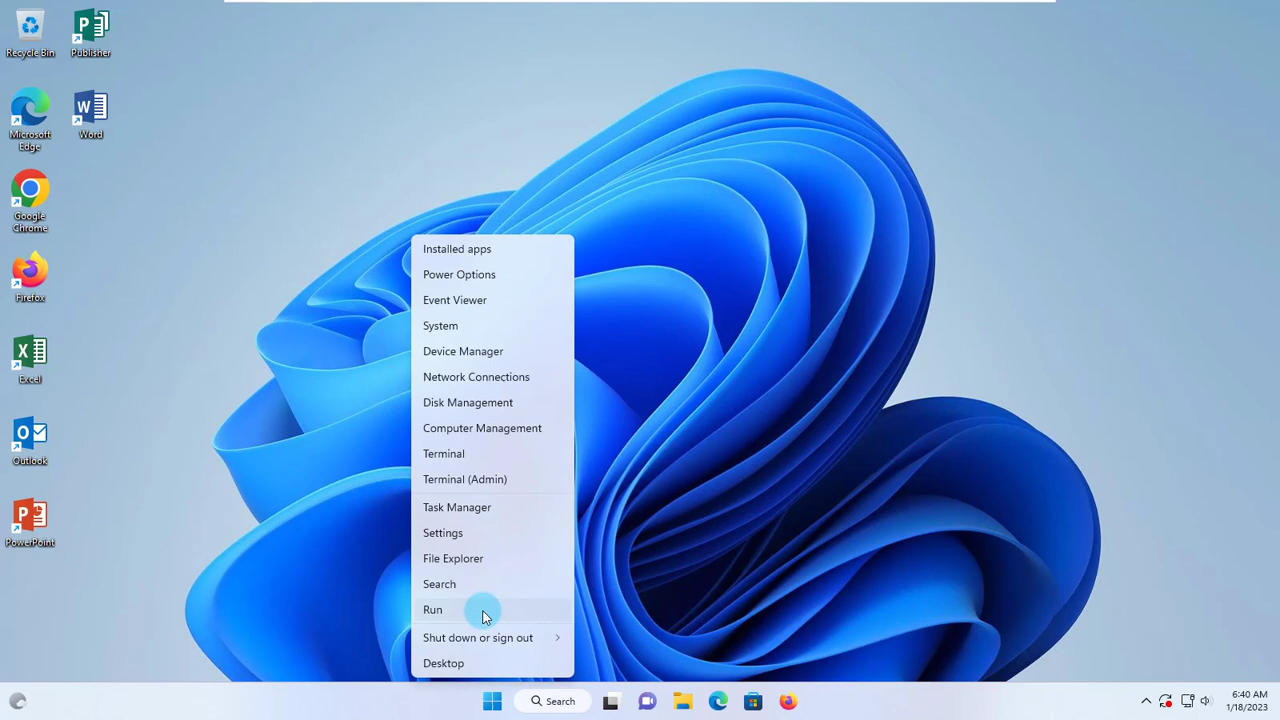 Recycle Bin
Publisher
Microsoft
Edge
Word
Google
Chrome
Firefox
Excel
Outlook
PowerPoint
Installed apps
Power Options
Event Viewer
System
Device Manager
Network Connections
Disk Management
Computer Management
Terminal
Terminal (Admin)
Task Manager
Settings
File Explorer
Search
Run
Shut down or sign out
Desktop
Search
6:40 AM
1/18/2023